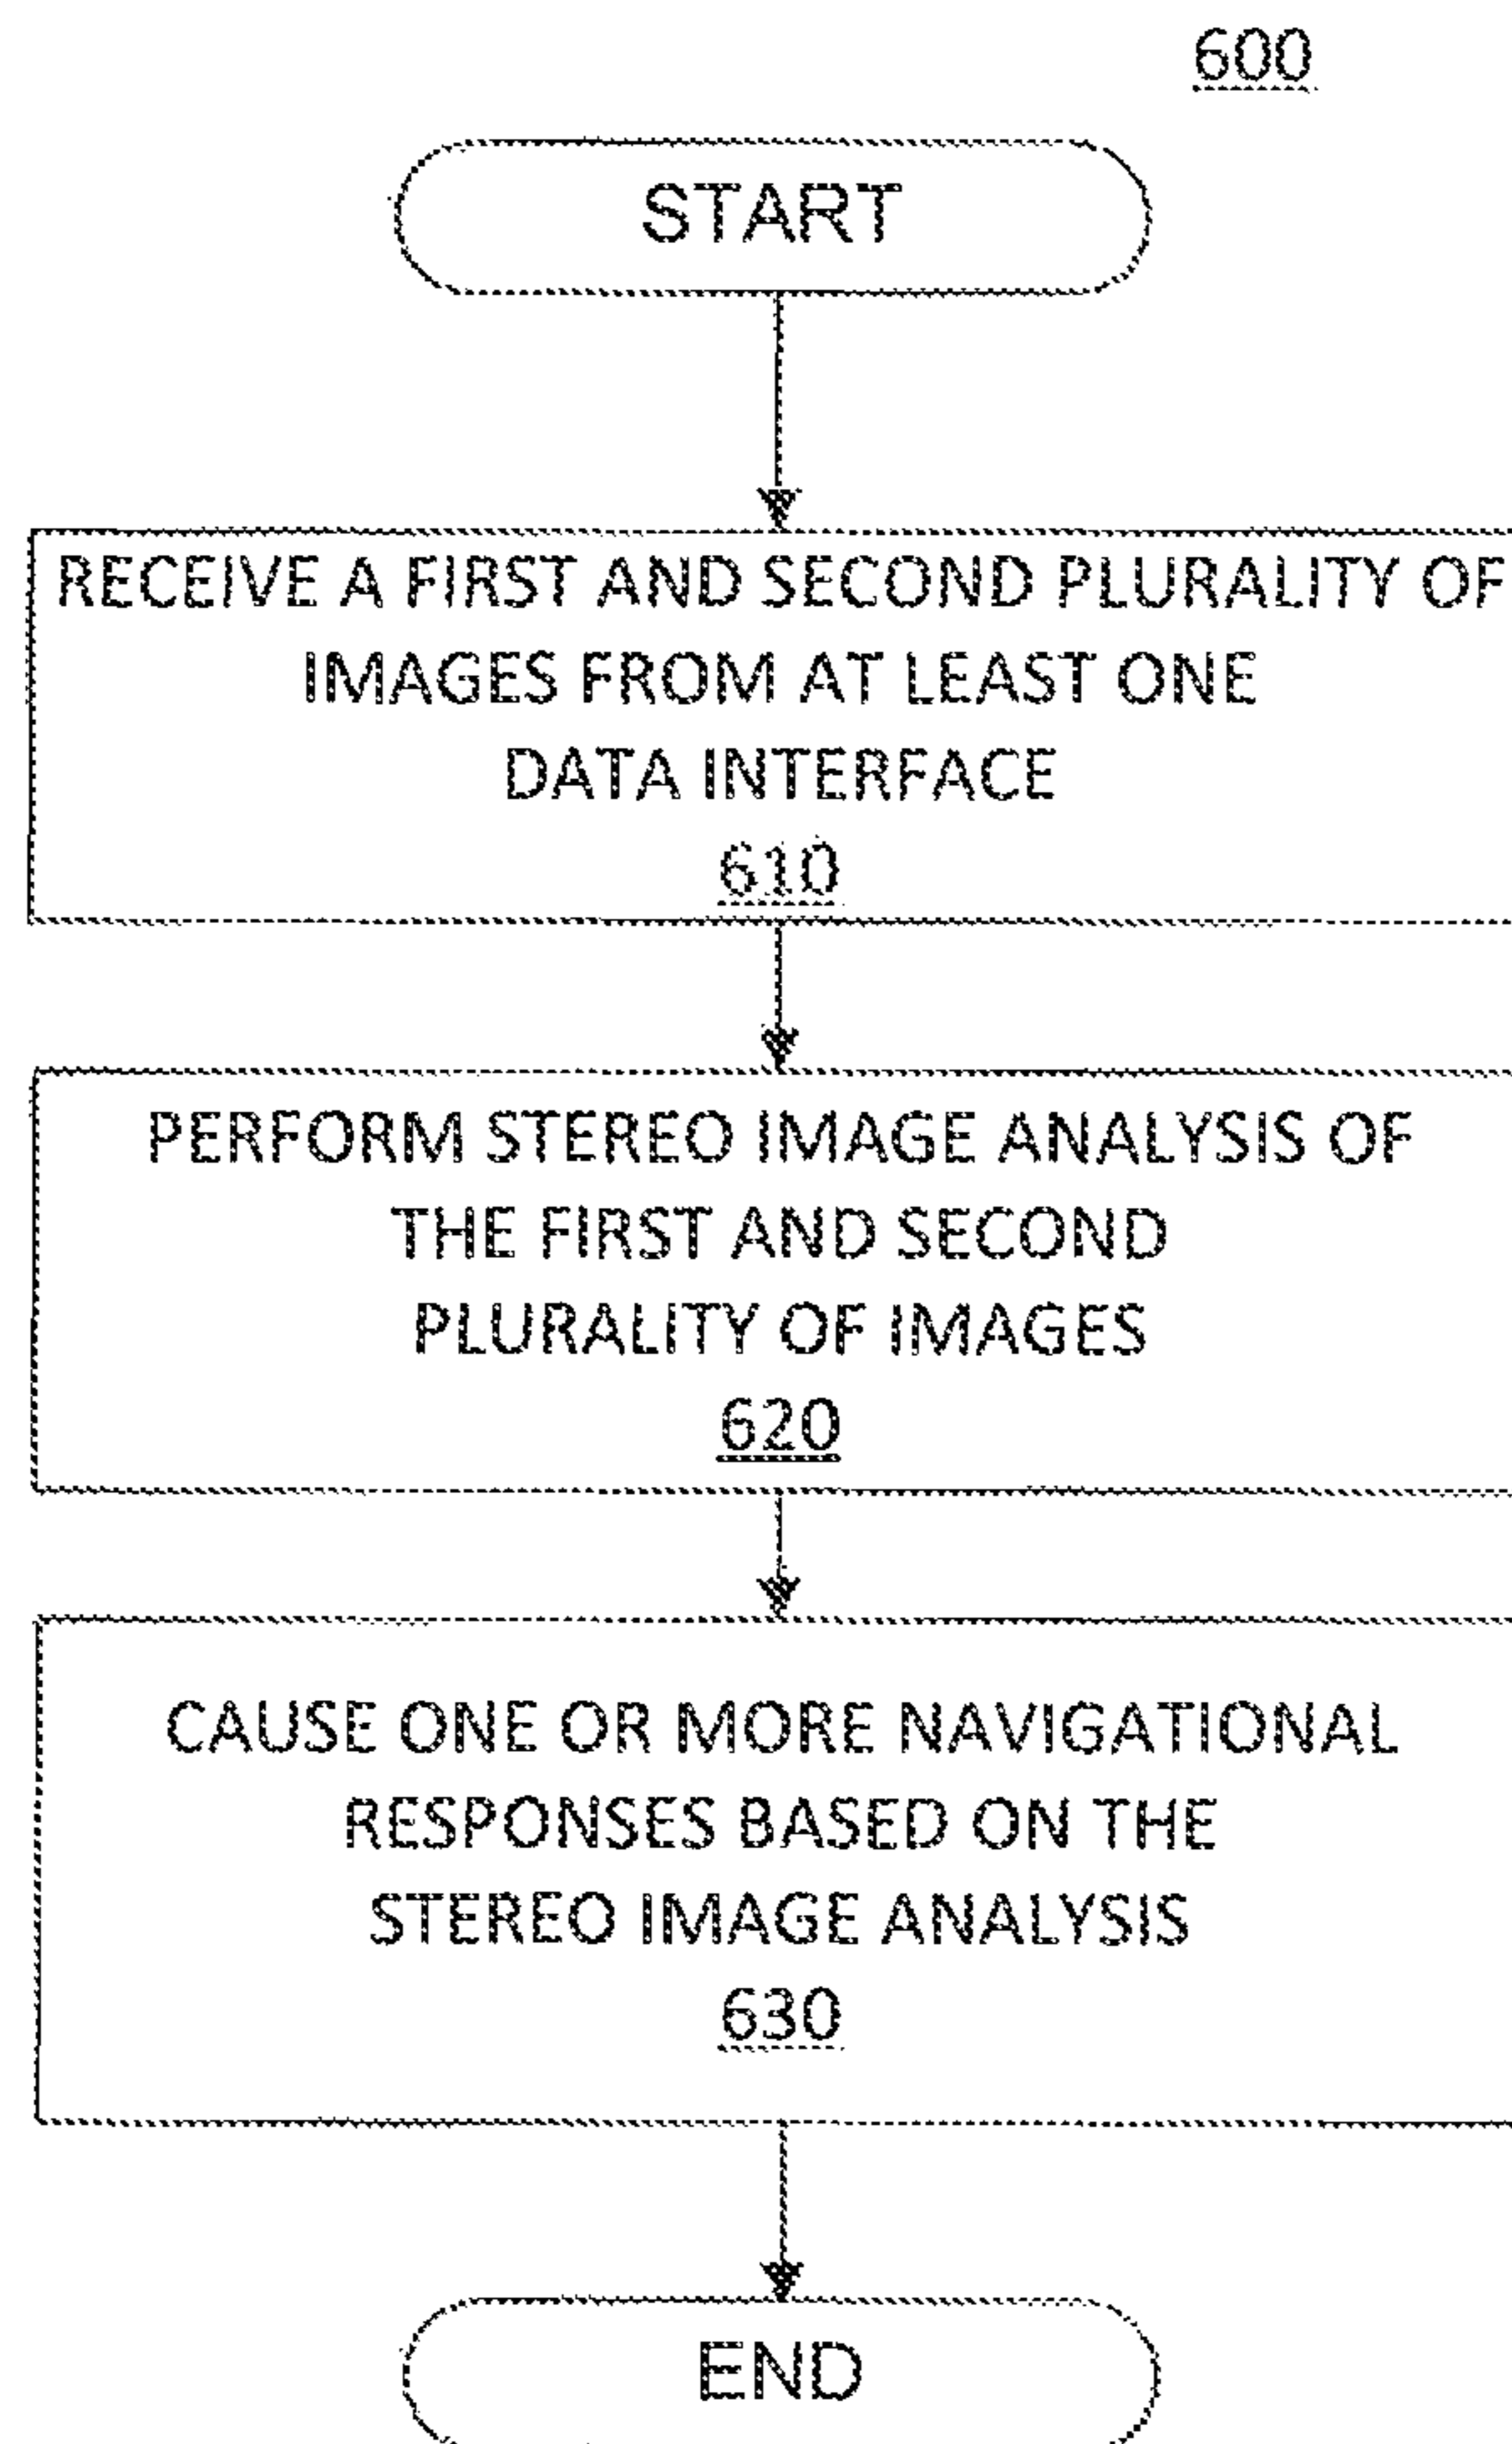 600
START
RECEIVE A FIRST AND SECOND PLURALITY OF
IMAGES FROM AT LEAST ONE
DATA INTERFACE
610
PERFORM STEREO IMAGE ANALYSIS OF
THE FIRST AND SECOND
PLURALITY OF IMAGES
620
CAUSE ONE OR MORE NAVIGATIONAL
RESPONSES BASED ON THE
STEREO IMAGE ANALYSIS
630
END